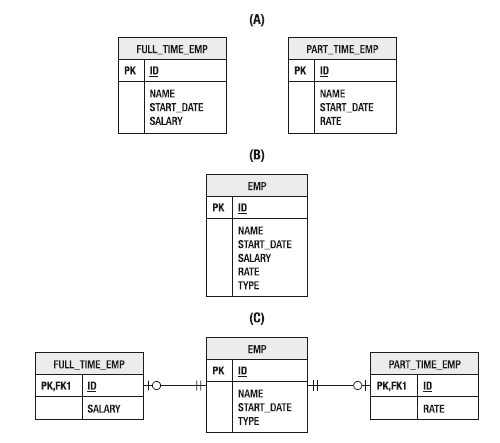 (A)
FULL_TIME_EMP
PK ID
NAME
START_DATE
SALARY
PART_TIME_EMP
PK ID
NAME
START_DATE
RATE
(B)
EMP
PK ID
NAME
START_DATE
SALARY
RATE
TYPE
(C)
FULL_TIME_EMP
PK,FK1 ID
SALARY
EMP
PK ID
NAME
START_DATE
TYPE
PART_TIME_EMP
PK,FK1 ID
RATE